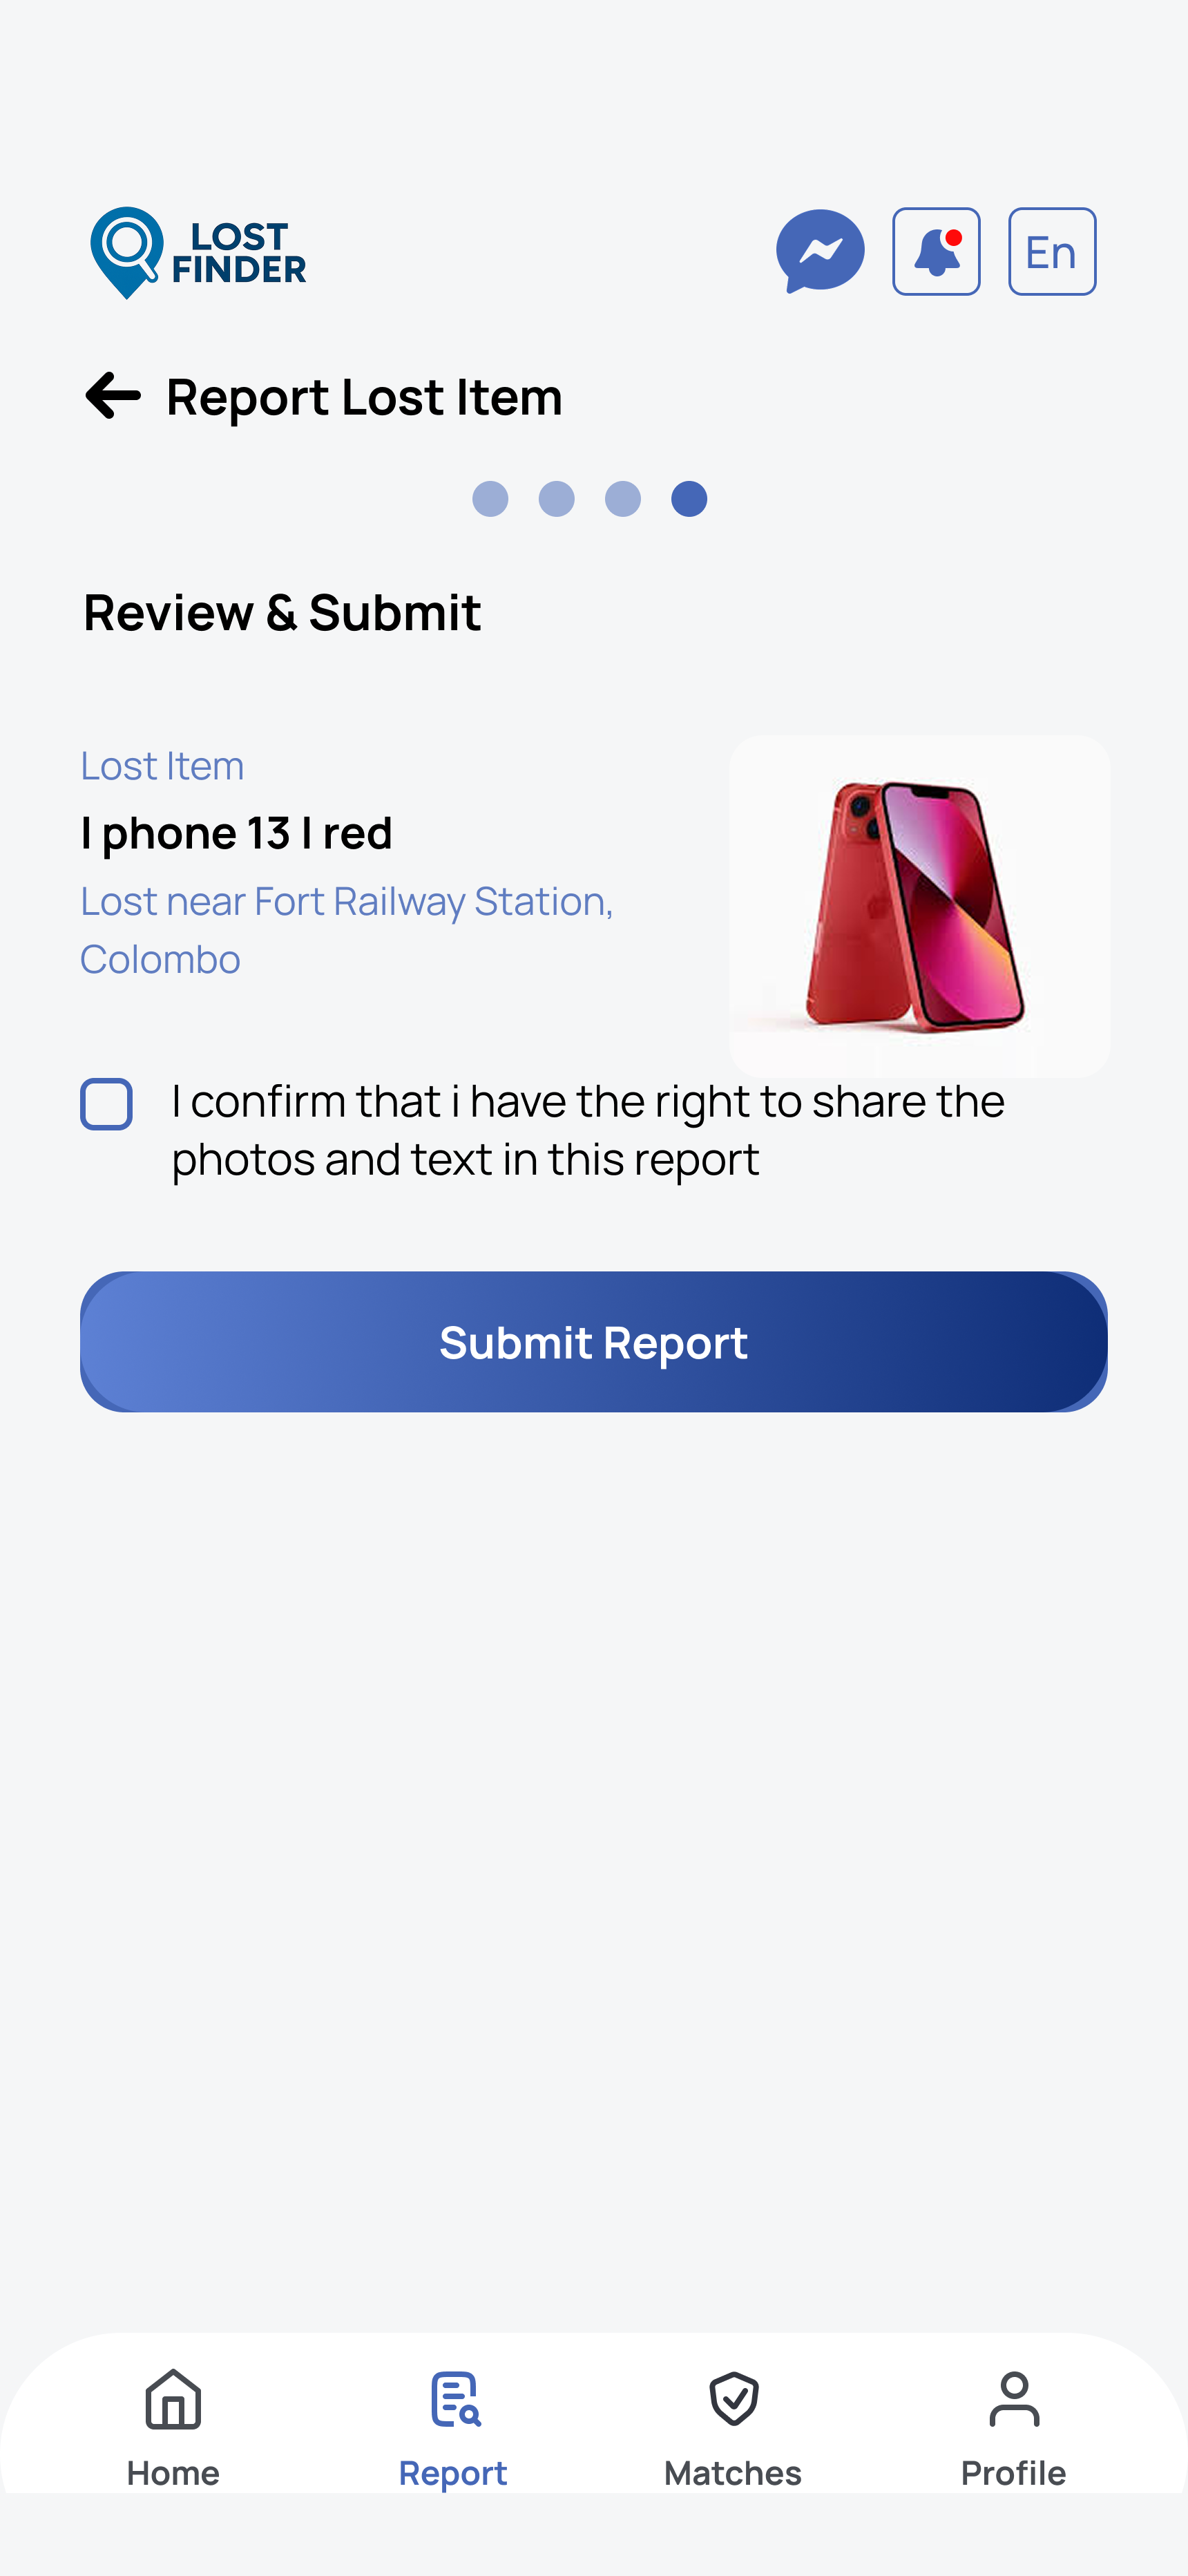 LOST
FINDER
En
Report Lost Item
Review & Submit
Lost Item
I phone 13 | red
Lost near Fort Railway Station,
Colombo
I confirm that i have the right to share the
photos and text in this report
Submit Report
Home
Report
Matches
Profile